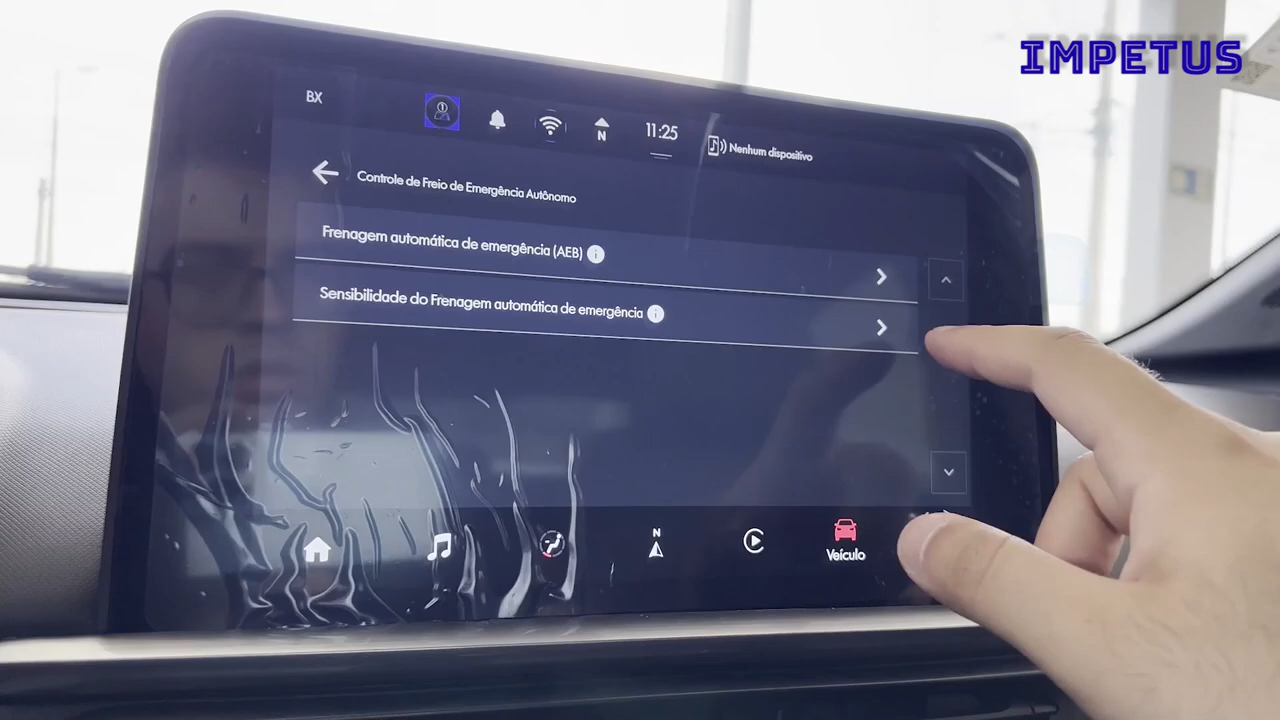 IMPETUS
BX
N
11:25
Nenhum dispositivo
Controle de Freio de Emergência Autônomo
Frenagem automática de emergência (AEB)
Sensibilidade do Frenagem automática de emergência
N
Veículo